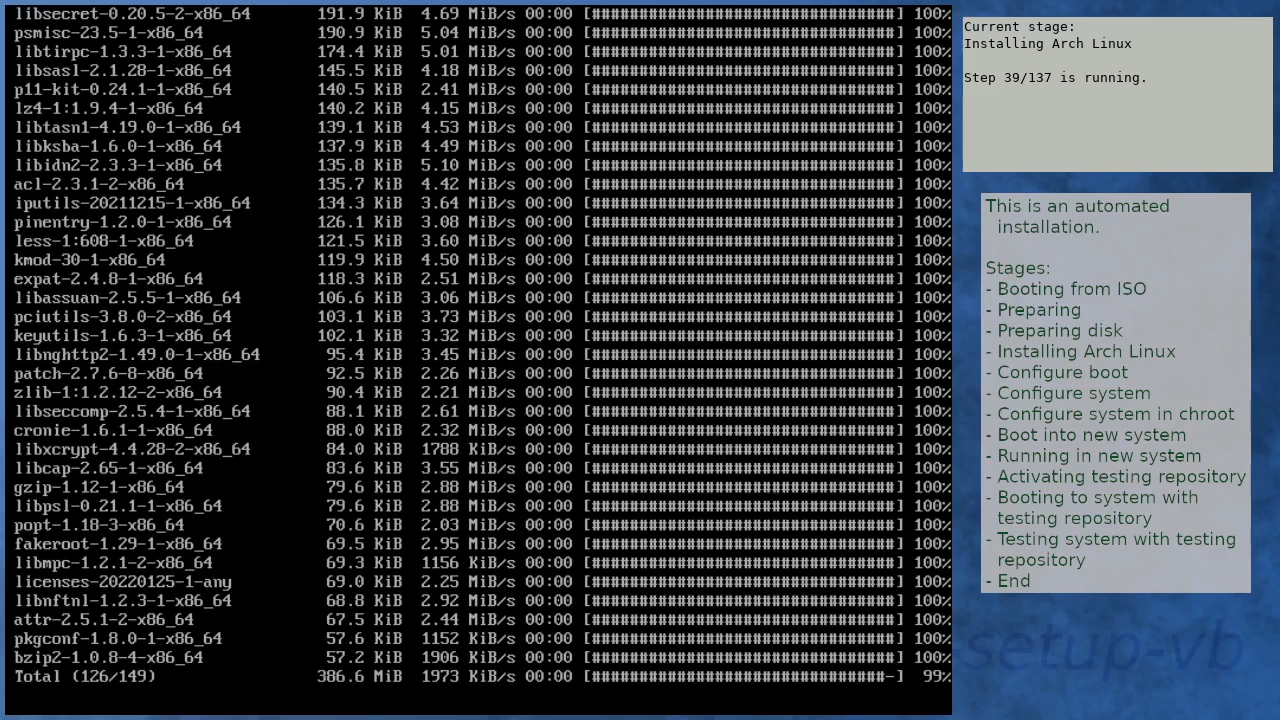 libsecret-0.20.5-2-x86_64 191.9 KiB 4.69 MiB/s 00:00 [################################] 100%
psmisc-23.5-1-x86_64 190.9 KiB 5.04 MiB/s 00:00 [################################] 100%
libtirpc-1.3.3-1-x86_64 174.4 KiB 5.01 MiB/s 00:00 [################################] 100%
libsasl-2.1.28-1-x86_64 145.5 KiB 4.18 MiB/s 00:00 [################################] 100%
p11-kit-0.24.1-1-x86_64 140.5 KiB 2.41 MiB/s 00:00 [################################] 100%
lz4-1:1.9.4-1-x86_64 140.2 KiB 4.15 MiB/s 00:00 [################################] 100%
libtasn1-4.19.0-1-x86_64 139.1 KiB 4.53 MiB/s 00:00 [################################] 100%
libksba-1.6.0-1-x86_64 137.9 KiB 4.49 MiB/s 00:00 [################################] 100%
libidn2-2.3.3-1-x86_64 135.8 KiB 5.10 MiB/s 00:00 [################################] 100%
acl-2.3.1-2-x86_64 135.7 KiB 4.42 MiB/s 00:00 [################################] 100%
iputils-20211215-1-x86_64 134.3 KiB 3.64 MiB/s 00:00 [################################] 100%
pinentry-1.2.0-1-x86_64 126.1 KiB 3.08 MiB/s 00:00 [################################] 100%
less-1:608-1-x86_64 121.5 KiB 3.60 MiB/s 00:00 [################################] 100%
kmod-30-1-x86_64 119.9 KiB 4.50 MiB/s 00:00 [################################] 100%
expat-2.4.8-1-x86_64 118.3 KiB 2.51 MiB/s 00:00 [################################] 100%
libassuan-2.5.5-1-x86_64 106.6 KiB 3.06 MiB/s 00:00 [################################] 100%
pciutils-3.8.0-2-x86_64 103.1 KiB 3.73 MiB/s 00:00 [################################] 100%
keyutils-1.6.3-1-x86_64 102.1 KiB 3.32 MiB/s 00:00 [################################] 100%
libnghttp2-1.49.0-1-x86_64 95.4 KiB 3.45 MiB/s 00:00 [################################] 100%
patch-2.7.6-8-x86_64 92.5 KiB 2.26 MiB/s 00:00 [################################] 100%
zlib-1:1.2.12-2-x86_64 90.4 KiB 2.21 MiB/s 00:00 [################################] 100%
libseccomp-2.5.4-1-x86_64 88.1 KiB 2.61 MiB/s 00:00 [################################] 100%
cronie-1.6.1-1-x86_64 88.0 KiB 2.32 MiB/s 00:00 [################################] 100%
libxcrypt-4.4.28-2-x86_64 84.0 KiB 1788 KiB/s 00:00 [################################] 100%
libcap-2.65-1-x86_64 83.6 KiB 3.55 MiB/s 00:00 [################################] 100%
gzip-1.12-1-x86_64 79.6 KiB 2.88 MiB/s 00:00 [################################] 100%
libpsl-0.21.1-1-x86_64 79.6 KiB 2.88 MiB/s 00:00 [################################] 100%
popt-1.18-3-x86_64 70.6 KiB 2.03 MiB/s 00:00 [################################] 100%
fakeroot-1.29-1-x86_64 69.5 KiB 2.95 MiB/s 00:00 [################################] 100%
libmpc-1.2.1-2-x86_64 69.3 KiB 1156 KiB/s 00:00 [################################] 100%
licenses-20220125-1-any 69.0 KiB 2.25 MiB/s 00:00 [################################] 100%
libnftnl-1.2.3-1-x86_64 68.8 KiB 2.92 MiB/s 00:00 [################################] 100%
attr-2.5.1-2-x86_64 67.5 KiB 2.44 MiB/s 00:00 [################################] 100%
pkgconf-1.8.0-1-x86_64 57.6 KiB 1152 KiB/s 00:00 [################################] 100%
bzip2-1.0.8-4-x86_64 57.2 KiB 1906 KiB/s 00:00 [################################] 100%
Total (126/149) 386.6 MiB 1973 KiB/s 00:00 [###############################-] 99%
Current stage:
Installing Arch Linux
Step 39/137 is running.
This is an automated
installation.
Stages:
- Booting from ISO
- Preparing
- Preparing disk
- Installing Arch Linux
- Configure boot
- Configure system
- Configure system in chroot
- Boot into new system
- Running in new system
- Activating testing repository
- Booting to system with
testing repository
- Testing system with testing
repository
- End
setup-vb